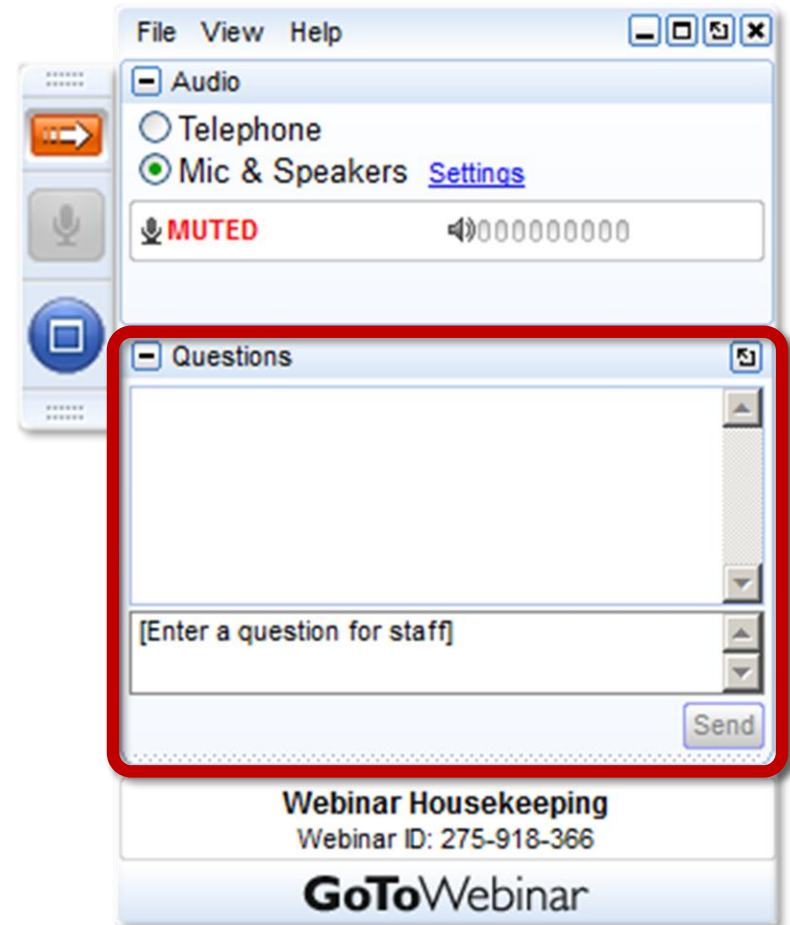 File View Help
Audio
Telephone
Mic & Speakers Settings
MUTED
Questions
[Enter a question for staff]
Send
Webinar Housekeeping
Webinar ID: 275-918-366
GoToWebinar